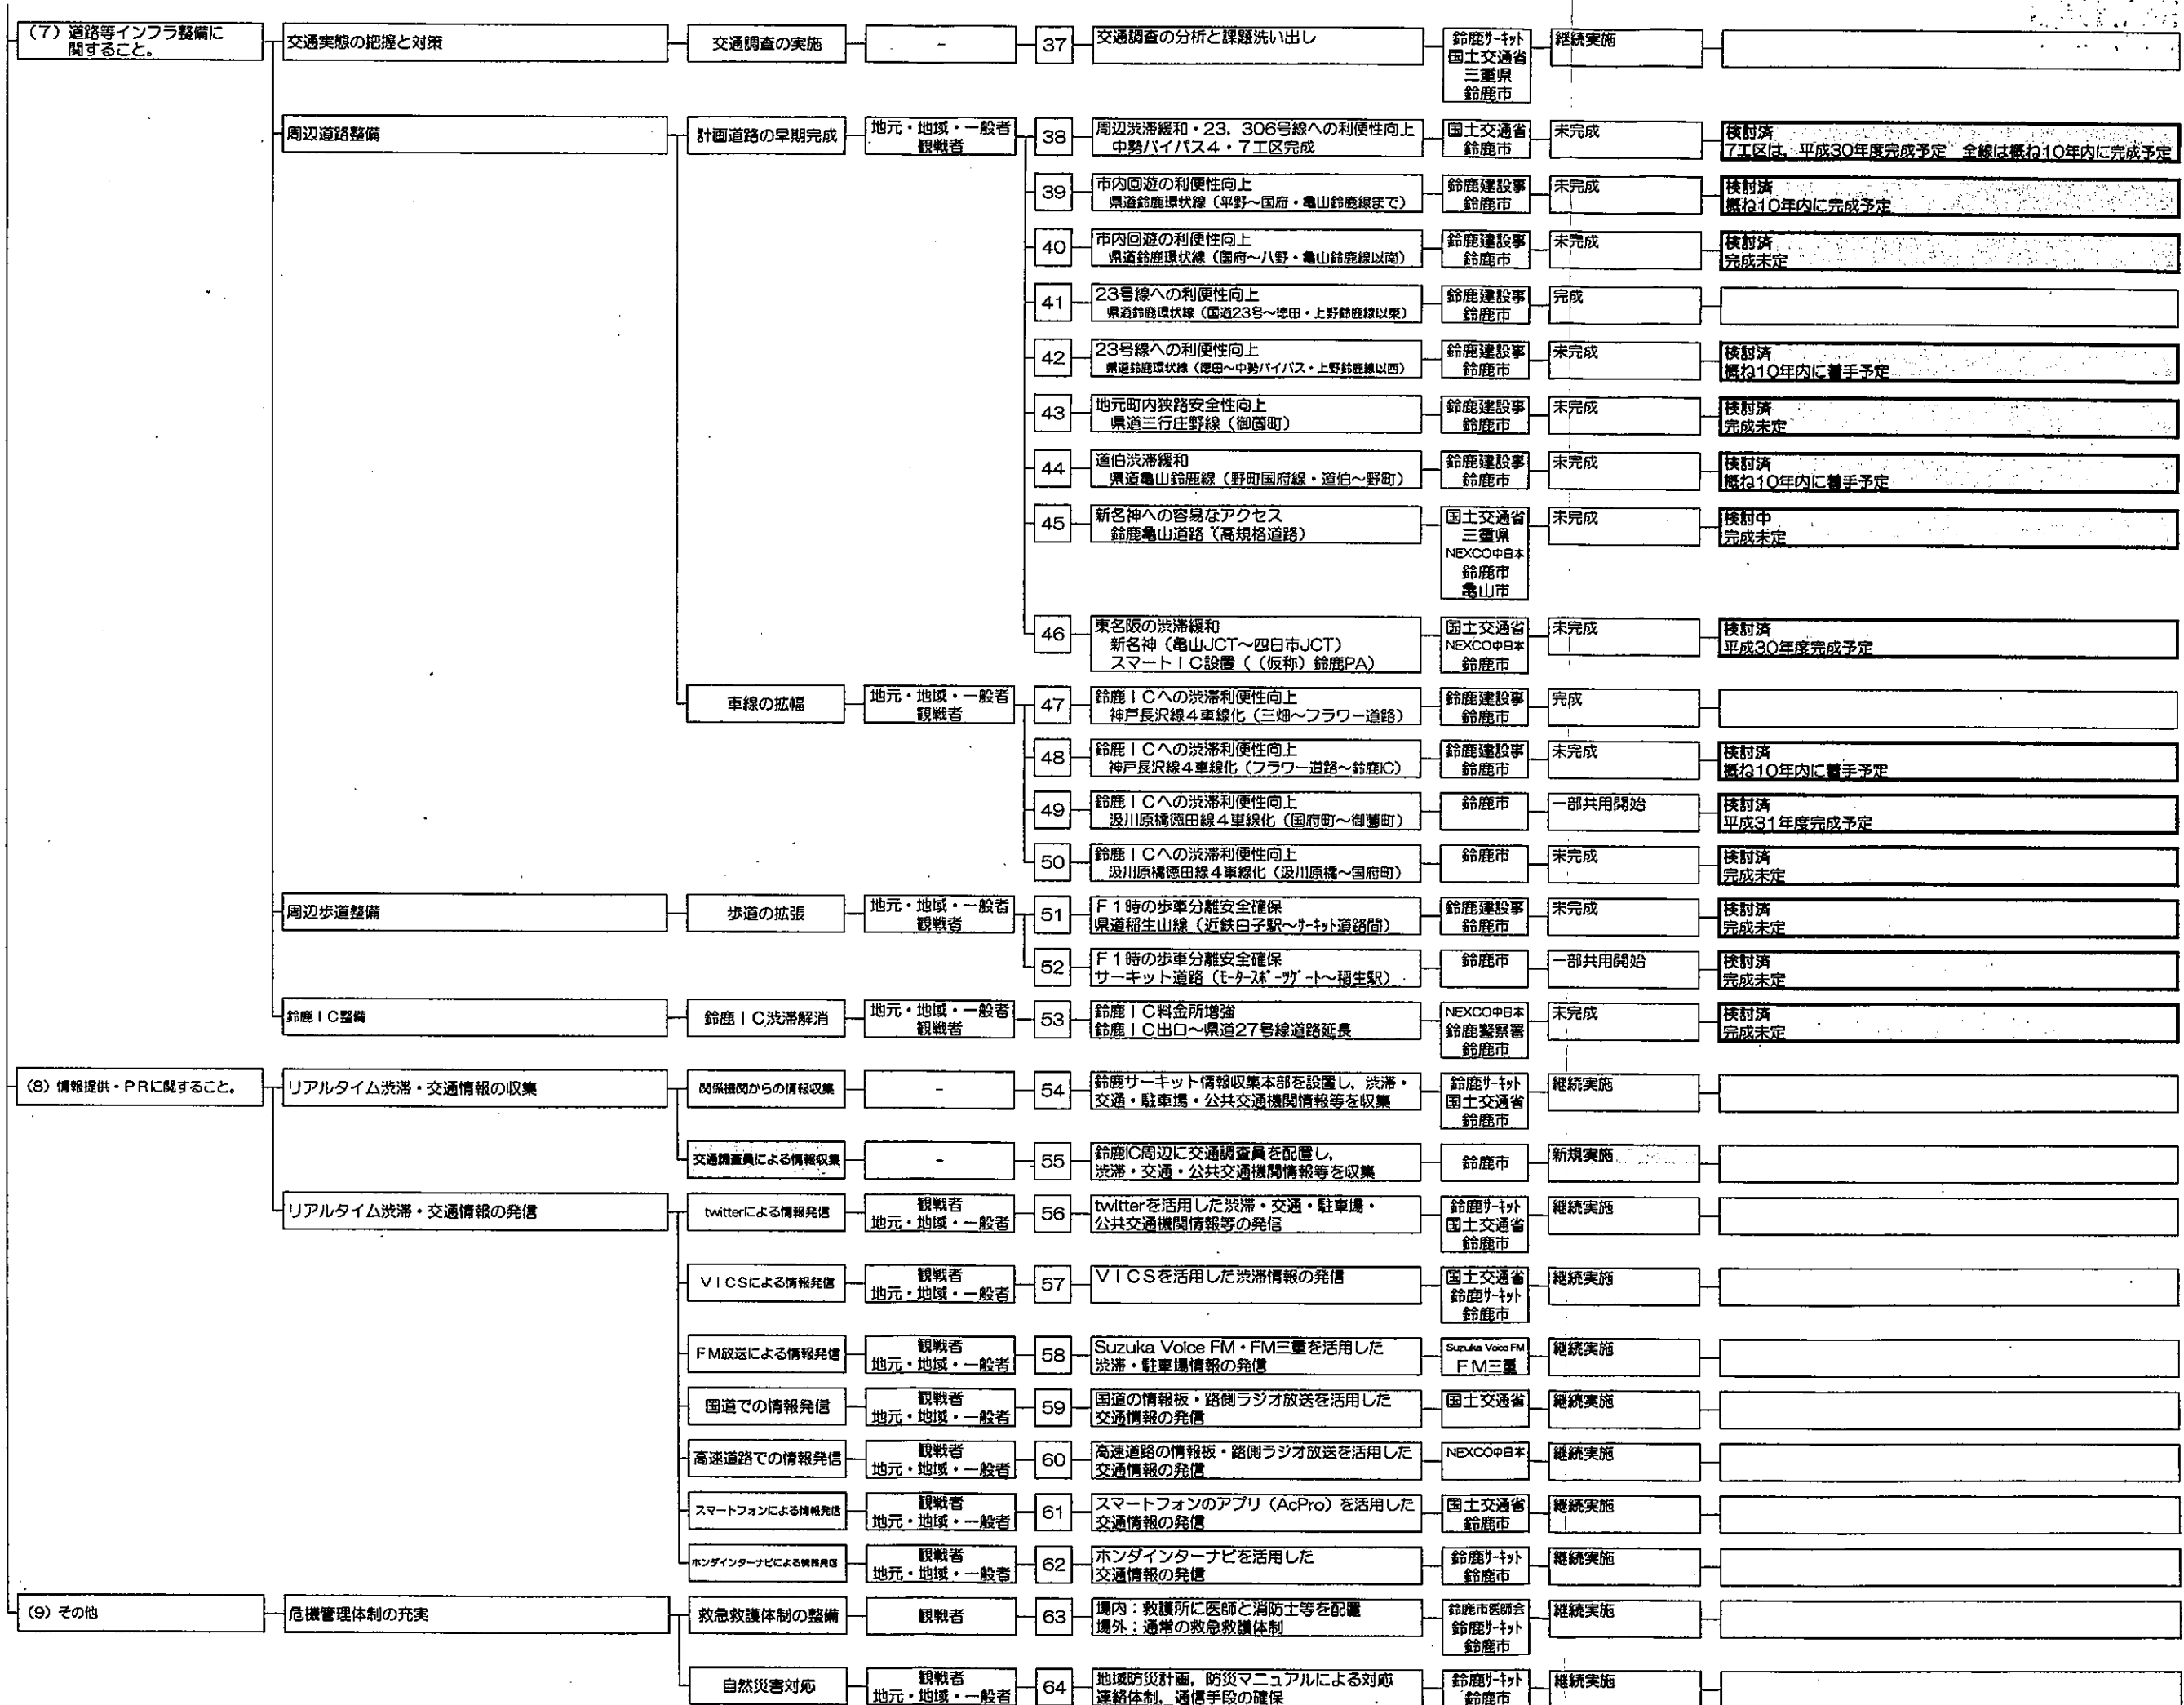 (7) 道路等インフラ整備に
関すること。
交通実態の把握と対策
交通調査の実施
-
37
交通調査の分析と課題洗い出し
鈴鹿サーキット
国土交通省
三重県
鈴鹿市
継続実施
周辺道路整備
計画道路の早期完成
地元・地域・一般者
観戦者
38
周辺渋滞緩和・23,306号線への利便性向上
中勢バイパス4・7工区完成
国土交通省
鈴鹿市
未完成
検討済
7工区は,平成30年度完成予定 全線は概ね10年内に完成予定
39
市内回遊の利便性向上
県道鈴鹿環状線(平野～国府・亀山鈴鹿線まで)
鈴鹿建設事
鈴鹿市
未完成
検討済
概ね10年内に完成予定
40
市内回遊の利便性向上
県道鈴鹿環状線(国府～八野・亀山鈴鹿線以南)
鈴鹿建設事
鈴鹿市
未完成
検討済
完成未定
41
23号線への利便性向上
県道鈴鹿環状線(国道23号～徳田・上野鈴鹿線以東)
鈴鹿建設事
鈴鹿市
完成
42
23号線への利便性向上
県道鈴鹿環状線(徳田～中勢バイパス・上野鈴鹿線以西)
鈴鹿建設事
鈴鹿市
未完成
検討済
概ね10年内に着手予定
43
地元町内狭路安全性向上
県道三行庄野線(御薗町)
鈴鹿建設事
鈴鹿市
未完成
検討済
完成未定
44
道伯渋滞緩和
県道亀山鈴鹿線(野町国府線・道伯～野町)
鈴鹿建設事
鈴鹿市
未完成
検討済
概ね10年内に着手予定
45
新名神への容易なアクセス
鈴鹿亀山道路(高規格道路)
国土交通省
三重県
NEXCO中日本
鈴鹿市
亀山市
未完成
検討中
完成未定
46
東名阪の渋滞緩和
新名神(亀山JCT～四日市JCT)
スマートIC設置((仮称)鈴鹿PA)
国土交通省
NEXCO中日本
鈴鹿市
未完成
検討済
平成30年度完成予定
車線の拡幅
地元・地域・一般者
観戦者
47
鈴鹿ICへの渋滞利便性向上
神戸長沢線4車線化(三畑～フラワー道路)
鈴鹿建設事
鈴鹿市
完成
48
鈴鹿ICへの渋滞利便性向上
神戸長沢線4車線化(フラワー道路～鈴鹿IC)
鈴鹿建設事
鈴鹿市
未完成
検討済
概ね10年内に着手予定
49
鈴鹿ICへの渋滞利便性向上
汲川原橋徳田線4車線化(国府町～御薗町)
鈴鹿市
一部共用開始
検討済
平成31年度完成予定
50
鈴鹿ICへの渋滞利便性向上
汲川原橋徳田線4車線化(汲川原橋～国府町)
鈴鹿市
未完成
検討済
完成未定
周辺歩道整備
歩道の拡張
地元・地域・一般者
観戦者
51
F1時の歩車分離安全確保
県道稲生山線(近鉄白子駅～サーキット道路間)
鈴鹿建設事
鈴鹿市
未完成
検討済
完成未定
52
F1時の歩車分離安全確保
サーキット道路(モータースポーツゲート～稲生駅)
鈴鹿市
一部共用開始
検討済
完成未定
鈴鹿IC整備
鈴鹿IC渋滞解消
地元・地域・一般者
観戦者
53
鈴鹿IC料金所増強
鈴鹿IC出口～県道27号線道路延長
NEXCO中日本
鈴鹿警察署
鈴鹿市
未完成
検討済
完成未定
(8) 情報提供・PRに関すること。
リアルタイム渋滞・交通情報の収集
関係機関からの情報収集
-
54
鈴鹿サーキット情報収集本部を設置し,渋滞・
交通・駐車場・公共交通機関情報等を収集
鈴鹿サーキット
国土交通省
鈴鹿市
継続実施
交通調査員による情報収集
-
55
鈴鹿IC周辺に交通調査員を配置し,
渋滞・交通・公共交通機関情報等を収集
鈴鹿市
新規実施
リアルタイム渋滞・交通情報の発信
twitterによる情報発信
観戦者
地元・地域・一般者
56
twitterを活用した渋滞・交通・駐車場・
公共交通機関情報等の発信
鈴鹿サーキット
国土交通省
鈴鹿市
継続実施
VICSによる情報発信
観戦者
地元・地域・一般者
57
VICSを活用した渋滞情報の発信
国土交通省
鈴鹿サーキット
鈴鹿市
継続実施
FM放送による情報発信
観戦者
地元・地域・一般者
58
Suzuka Voice FM・FM三重を活用した
渋滞・駐車場情報の発信
Suzuka Voice FM
FM三重
継続実施
国道での情報発信
観戦者
地元・地域・一般者
59
国道の情報板・路側ラジオ放送を活用した
交通情報の発信
国土交通省
継続実施
高速道路での情報発信
観戦者
地元・地域・一般者
60
高速道路の情報板・路側ラジオ放送を活用した
交通情報の発信
NEXCO中日本
継続実施
スマートフォンによる情報発信
観戦者
地元・地域・一般者
61
スマートフォンのアプリ(AcPro)を活用した
交通情報の発信
国土交通省
鈴鹿市
継続実施
ホンダインターナビによる情報発信
観戦者
地元・地域・一般者
62
ホンダインターナビを活用した
交通情報の発信
鈴鹿サーキット
鈴鹿市
継続実施
(9) その他
危機管理体制の充実
救急救護体制の整備
観戦者
63
場内:救護所に医師と消防士等を配置
場外:通常の救急救護体制
鈴鹿市医師会
鈴鹿サーキット
鈴鹿市
継続実施
自然災害対応
観戦者
地元・地域・一般者
64
地域防災計画,防災マニュアルによる対応
連絡体制,通信手段の確保
鈴鹿サーキット
鈴鹿市
継続実施